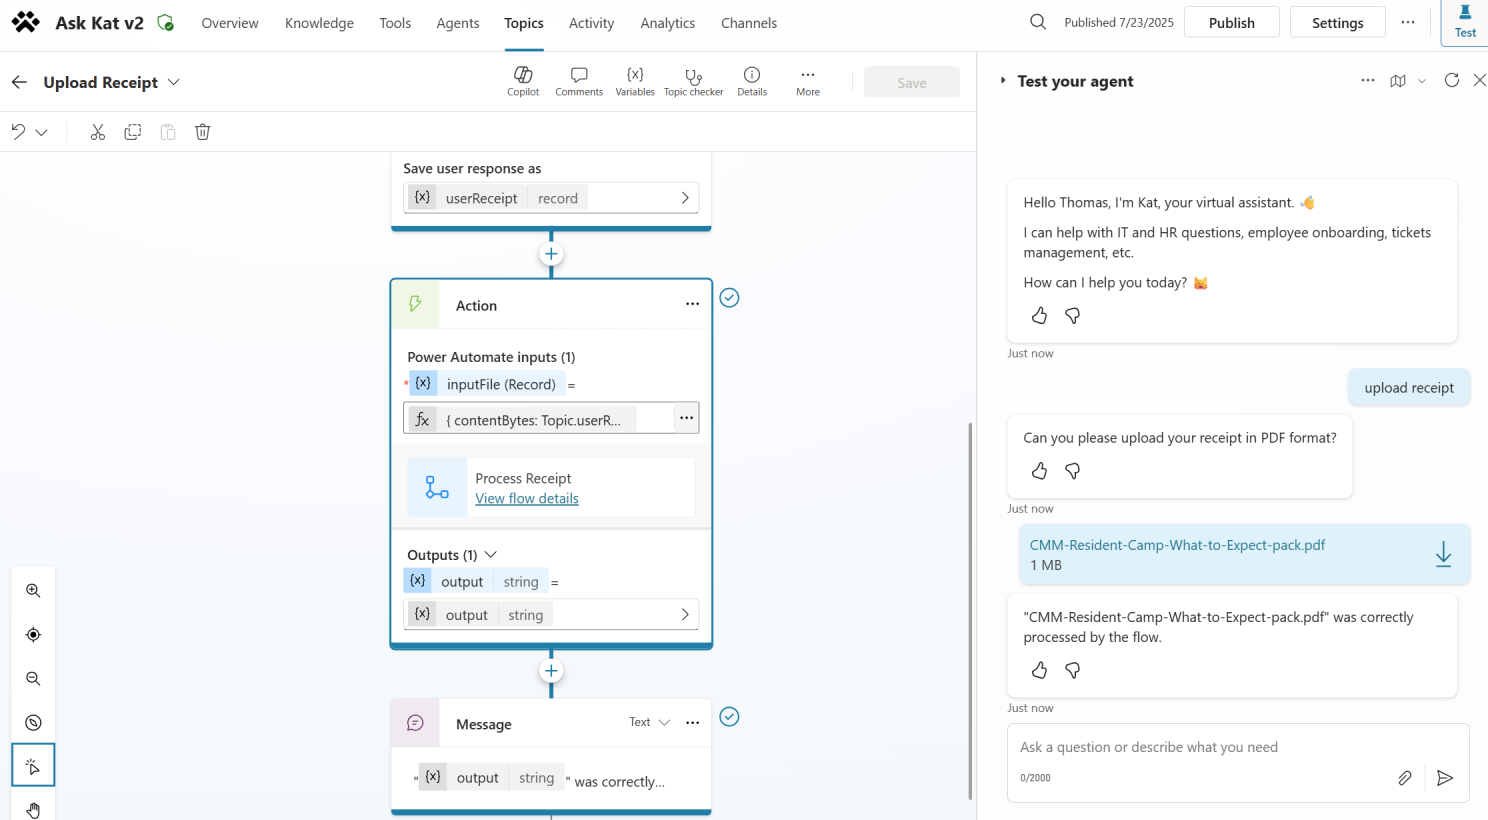 Ask Kat v2
Overview
Knowledge
Tools
Agents
Topics
Activity
Analytics
Channels
Published 7/23/2025
Publish
Settings
Test
Upload Receipt
Copilot
Comments
{x}
Variables
Topic checker
Details
More
Save
Save user response as
{x} userReceipt record
Action
Power Automate inputs (1)
* {x} inputFile (Record) =
fx { contentBytes: Topic.userR...
Process Receipt
View flow details
Outputs (1)
{x} output string =
{x} output string
Message
Text
“ {x} output string ” was correctly...
Test your agent
Hello Thomas, I'm Kat, your virtual assistant. 👋
I can help with IT and HR questions, employee onboarding, tickets
management, etc.
How can I help you today? 😺
Just now
upload receipt
Can you please upload your receipt in PDF format?
Just now
CMM-Resident-Camp-What-to-Expect-pack.pdf
1 MB
"CMM-Resident-Camp-What-to-Expect-pack.pdf" was correctly
processed by the flow.
Just now
Ask a question or describe what you need
0/2000